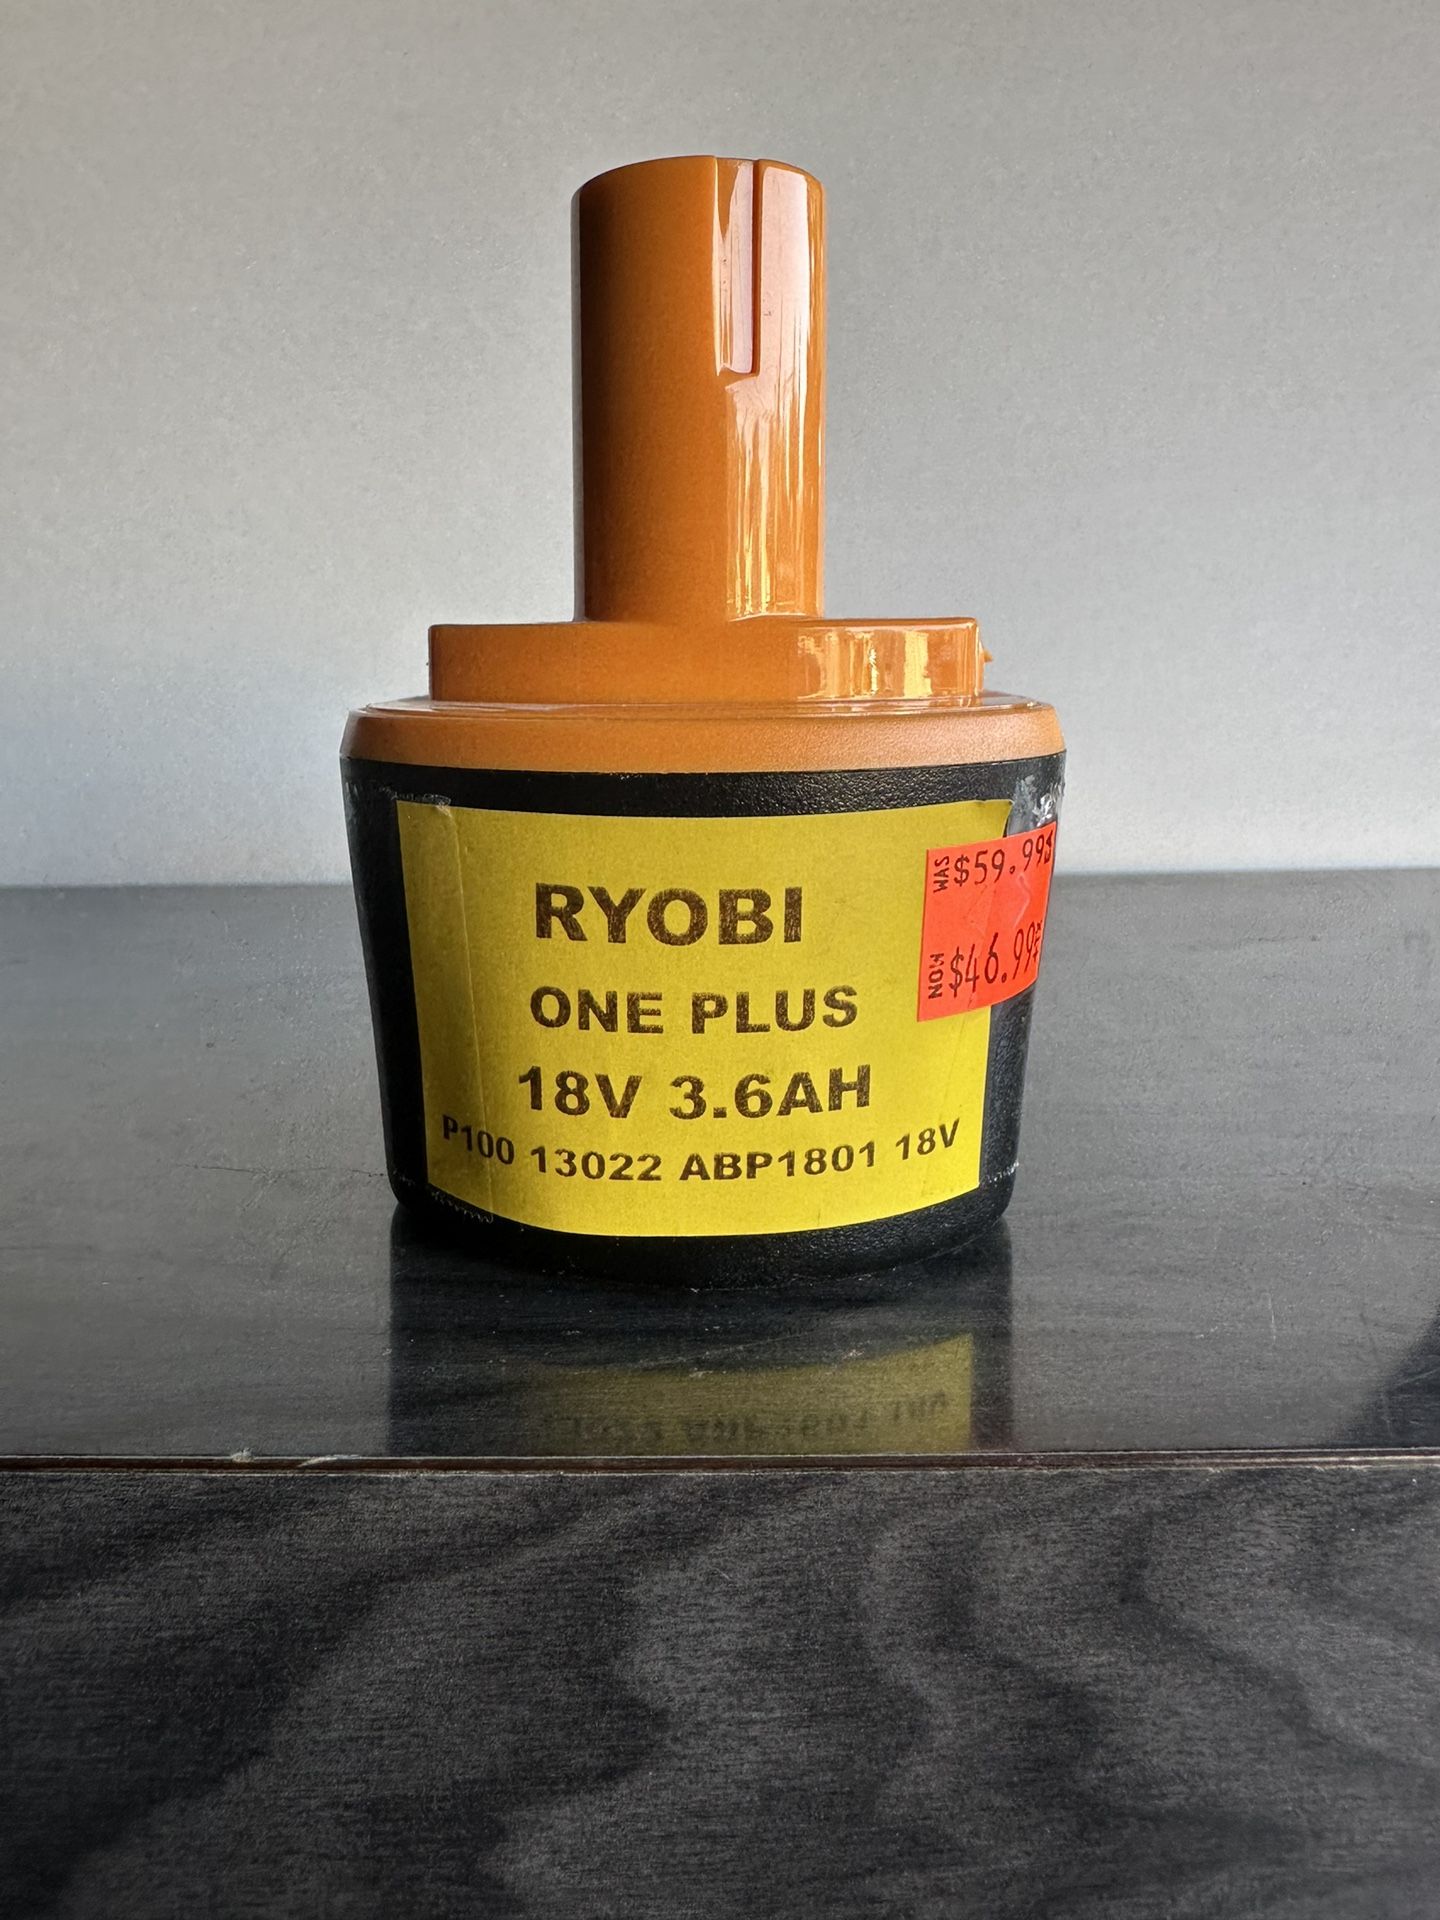 RYOBI
ONE PLUS
18V 3.6AH
P100 13022 ABP1801 18V
WAS $59.99
NOW $46.99